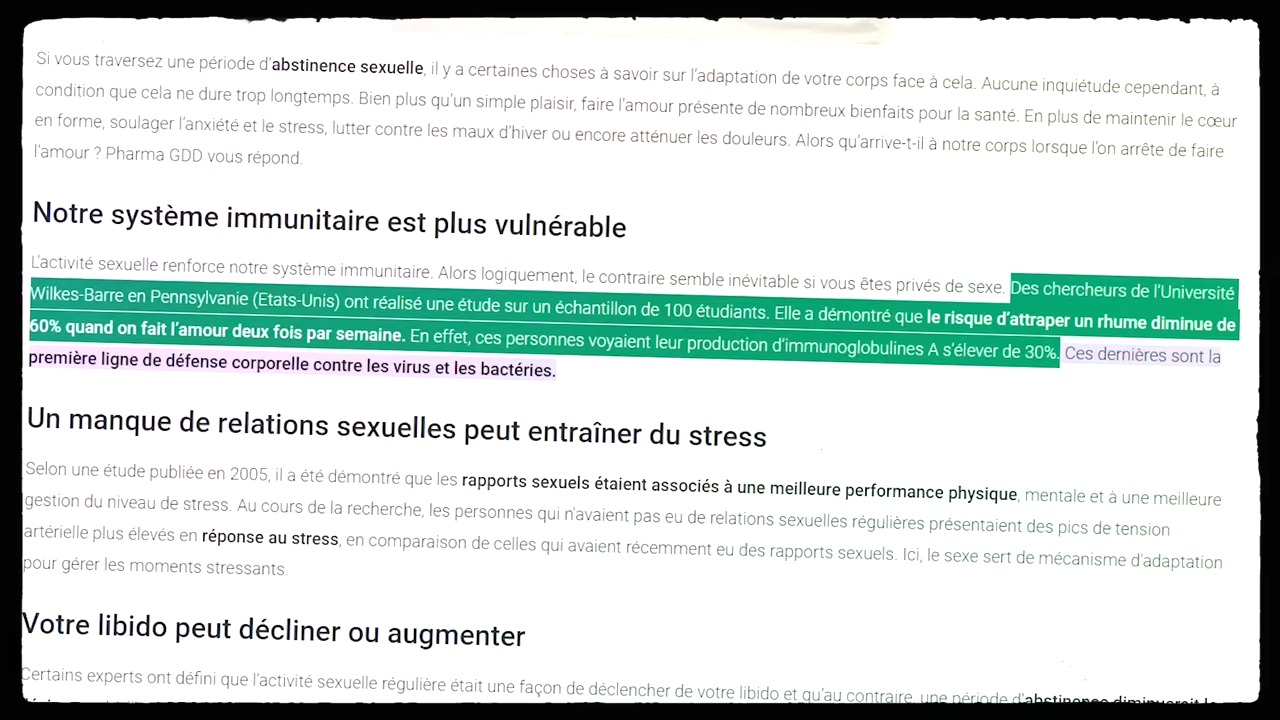 Si vous traversez une période d'abstinence sexuelle, il y a certaines choses à savoir sur l'adaptation de votre corps face à cela. Aucune inquiétude cependant, à
condition que cela ne dure trop longtemps. Bien plus qu'un simple plaisir, faire l'amour présente de nombreux bienfaits pour la santé. En plus de maintenir le cœur
en forme, soulager l'anxiété et le stress, lutter contre les maux d'hiver ou encore atténuer les douleurs. Alors qu'arrive-t-il à notre corps lorsque l'on arrête de faire
l'amour ? Pharma GDD vous répond.
Notre système immunitaire est plus vulnérable
L'activité sexuelle renforce notre système immunitaire. Alors logiquement, le contraire semble inévitable si vous êtes privés de sexe. Des chercheurs de l'Université
Wilkes-Barre en Pennsylvanie (Etats-Unis) ont réalisé une étude sur un échantillon de 100 étudiants. Elle a démontré que le risque d'attraper un rhume diminue de
60% quand on fait l'amour deux fois par semaine. En effet, ces personnes voyaient leur production d'immunoglobulines A s'élever de 30%. Ces dernières sont la
première ligne de défense corporelle contre les virus et les bactéries.
Un manque de relations sexuelles peut entraîner du stress
Selon une étude publiée en 2005, il a été démontré que les rapports sexuels étaient associés à une meilleure performance physique, mentale et à une meilleure
gestion du niveau de stress. Au cours de la recherche, les personnes qui n'avaient pas eu de relations sexuelles régulières présentaient des pics de tension
artérielle plus élevés en réponse au stress, en comparaison de celles qui avaient récemment eu des rapports sexuels. Ici, le sexe sert de mécanisme d'adaptation
pour gérer les moments stressants.
Votre libido peut décliner ou augmenter
Certains experts ont défini que l'activité sexuelle régulière était une façon de déclencher de votre libido et qu'au contraire, une période d'abstinence diminuerait le